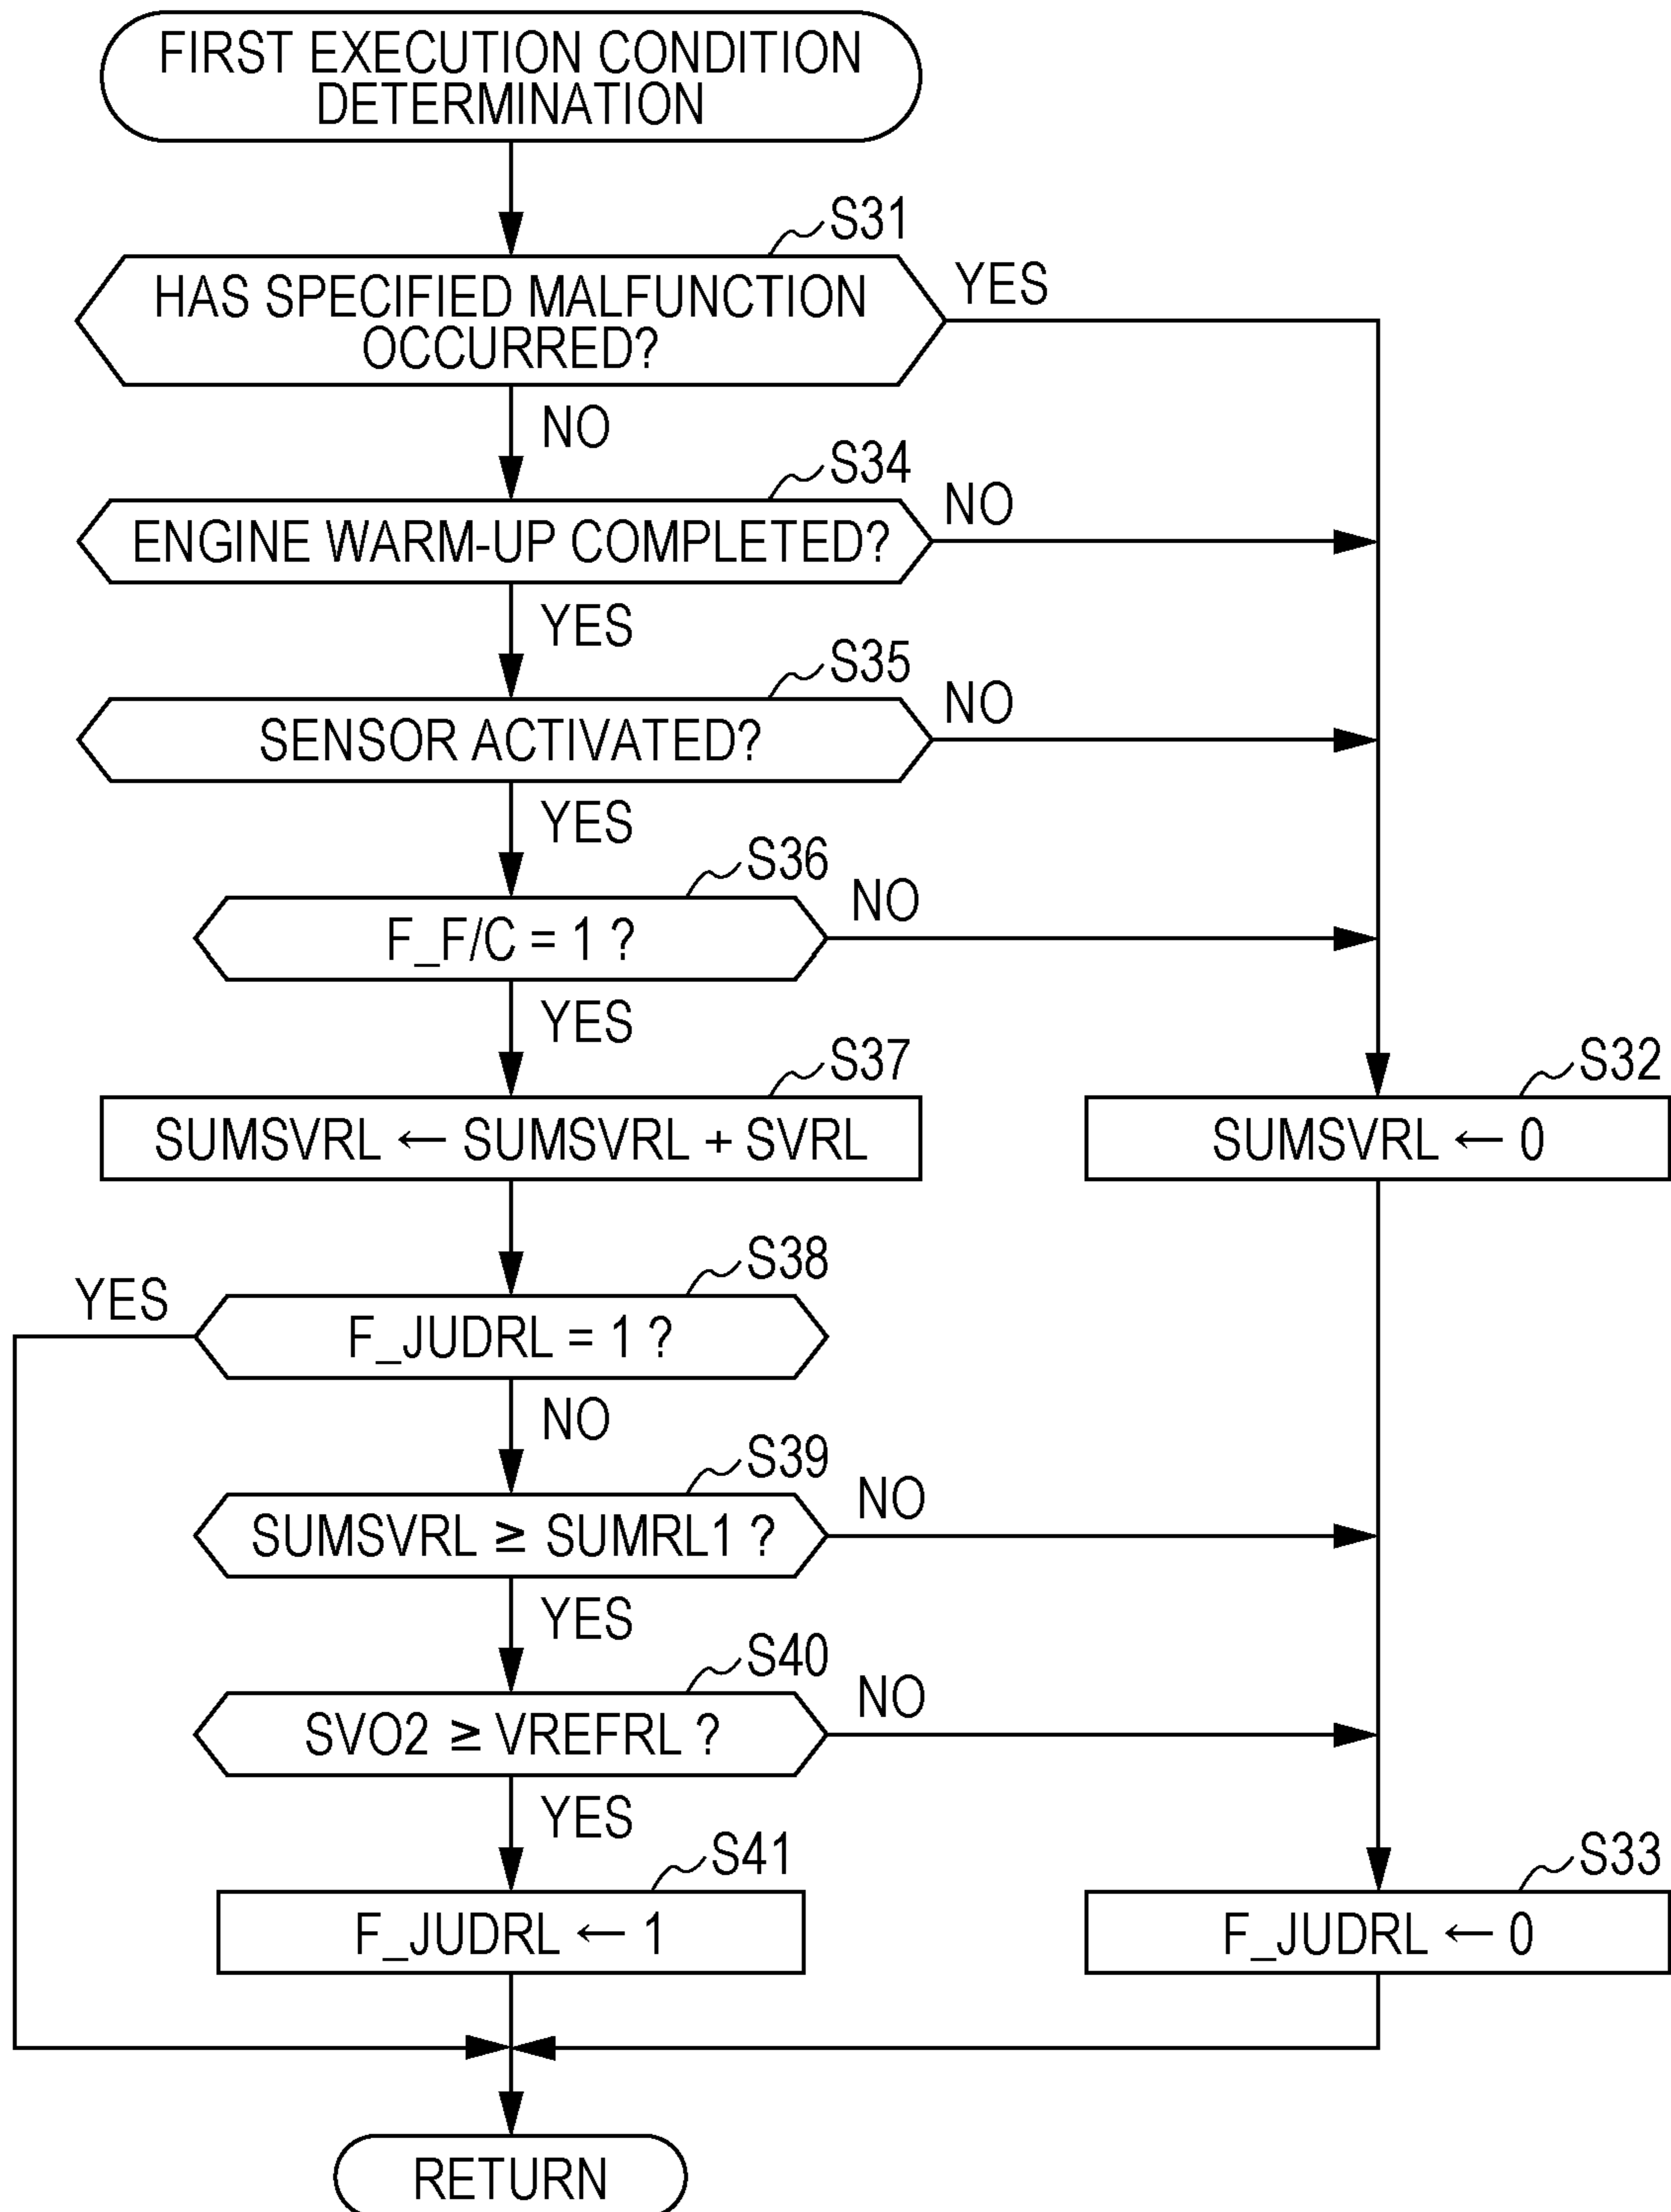 FIRST EXECUTION CONDITION
DETERMINATION
S31
HAS SPECIFIED MALFUNCTION
OCCURRED?
YES
NO
S34
ENGINE WARM-UP COMPLETED?
NO
YES
S35
SENSOR ACTIVATED?
NO
YES
S36
F_F/C = 1 ?
NO
YES
S37
SUMSVRL ← SUMSVRL + SVRL
S32
SUMSVRL ← 0
S38
YES
F_JUDRL = 1 ?
NO
S39
SUMSVRL ≥ SUMRL1 ?
NO
YES
S40
SVO2 ≥ VREFRL ?
NO
YES
S41
F_JUDRL ← 1
S33
F_JUDRL ← 0
RETURN